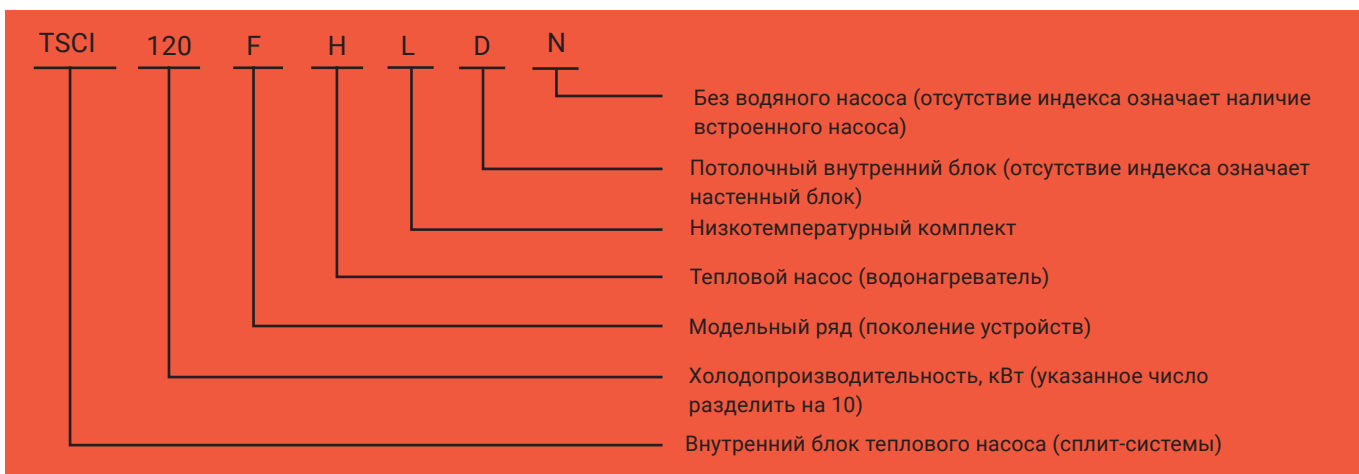 TSCI 120 F H L D N
Без водяного насоса (отсутствие индекса означает наличие
встроенного насоса)
Потолочный внутренний блок (отсутствие индекса означает
настенный блок)
Низкотемпературный комплект
Тепловой насос (водонагреватель)
Модельный ряд (поколение устройств)
Холодопроизводительность, кВт (указанное число
разделить на 10)
Внутренний блок теплового насоса (сплит-системы)